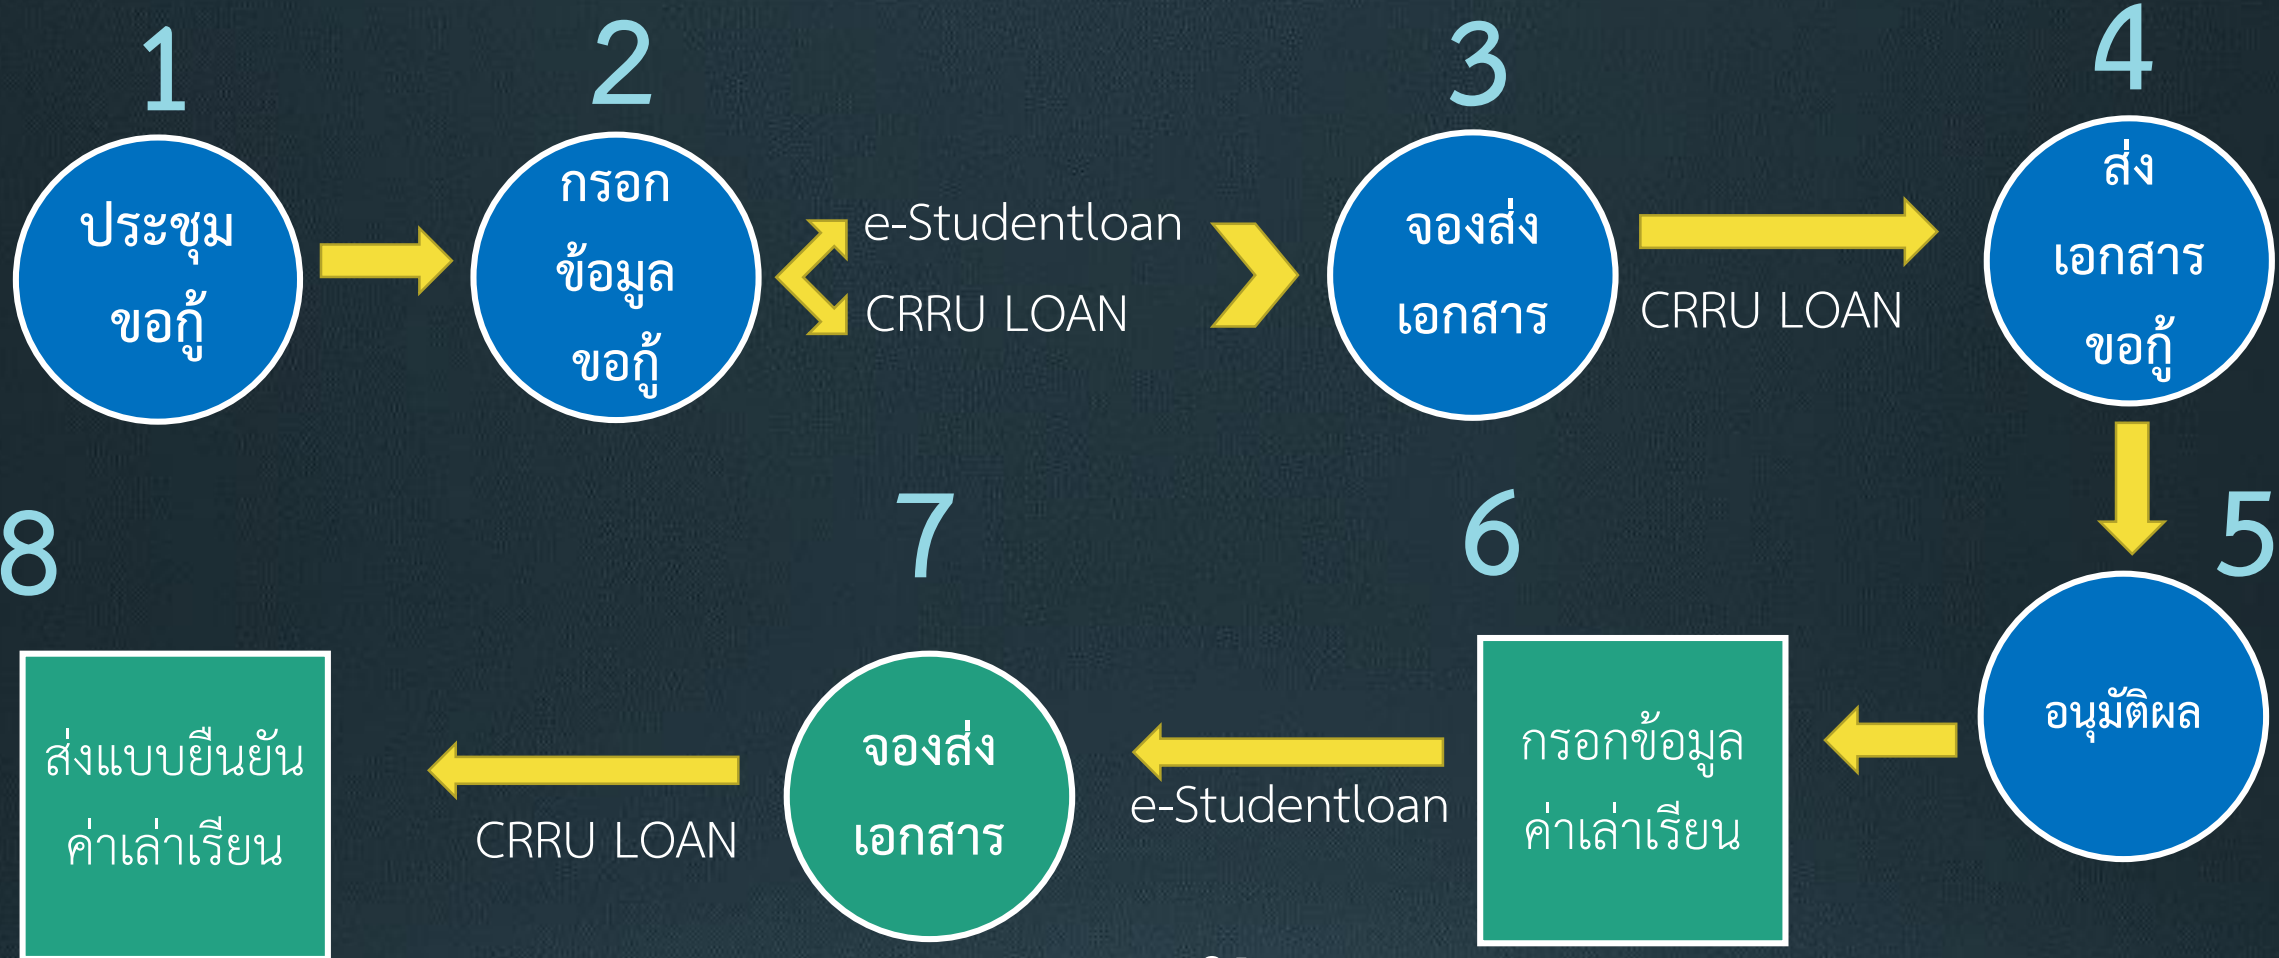 1
ประชุม
ขอกู้
2
กรอก
ข้อมูล
ขอกู้
e-Studentloan
CRRU LOAN
3
จองส่ง
เอกสาร
CRRU LOAN
4
ส่ง
เอกสาร
ขอกู้
5
อนุมัติผล
6
กรอกข้อมูล
ค่าเล่าเรียน
e-Studentloan
7
จองส่ง
เอกสาร
CRRU LOAN
8
ส่งแบบยืนยัน
ค่าเล่าเรียน